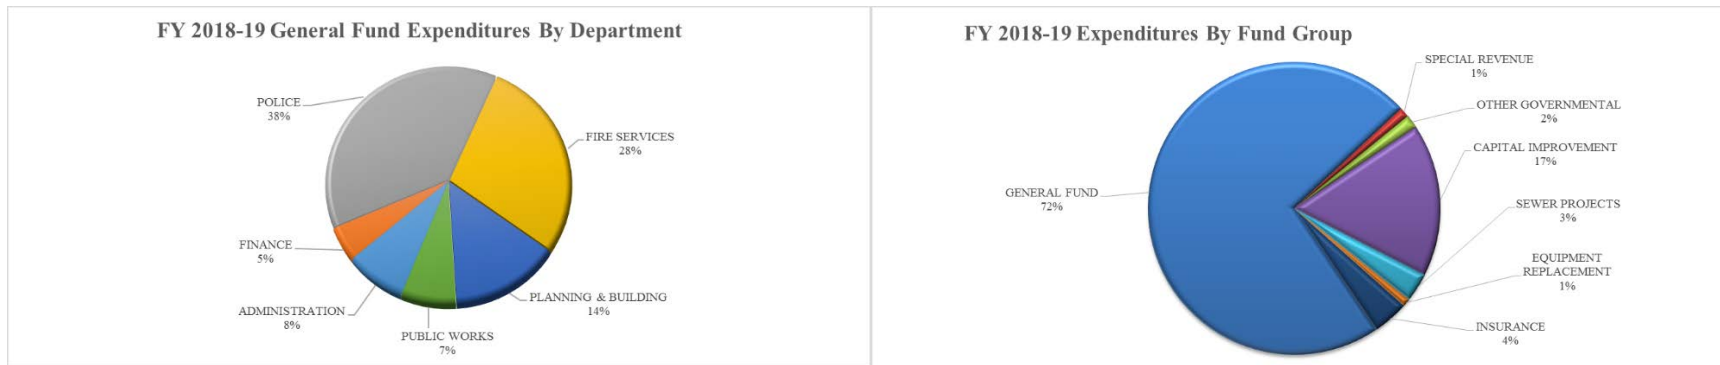 FY 2018-19 General Fund Expenditures By Department
POLICE
38%
FIRE SERVICES
28%
FINANCE
5%
PLANNING & BUILDING
14%
ADMINISTRATION
8%
PUBLIC WORKS
7%
FY 2018-19 Expenditures By Fund Group
SPECIAL REVENUE
1%
OTHER GOVERNMENTAL
2%
CAPITAL IMPROVEMENT
17%
GENERAL FUND
72%
SEWER PROJECTS
3%
EQUIPMENT
REPLACEMENT
1%
INSURANCE
4%